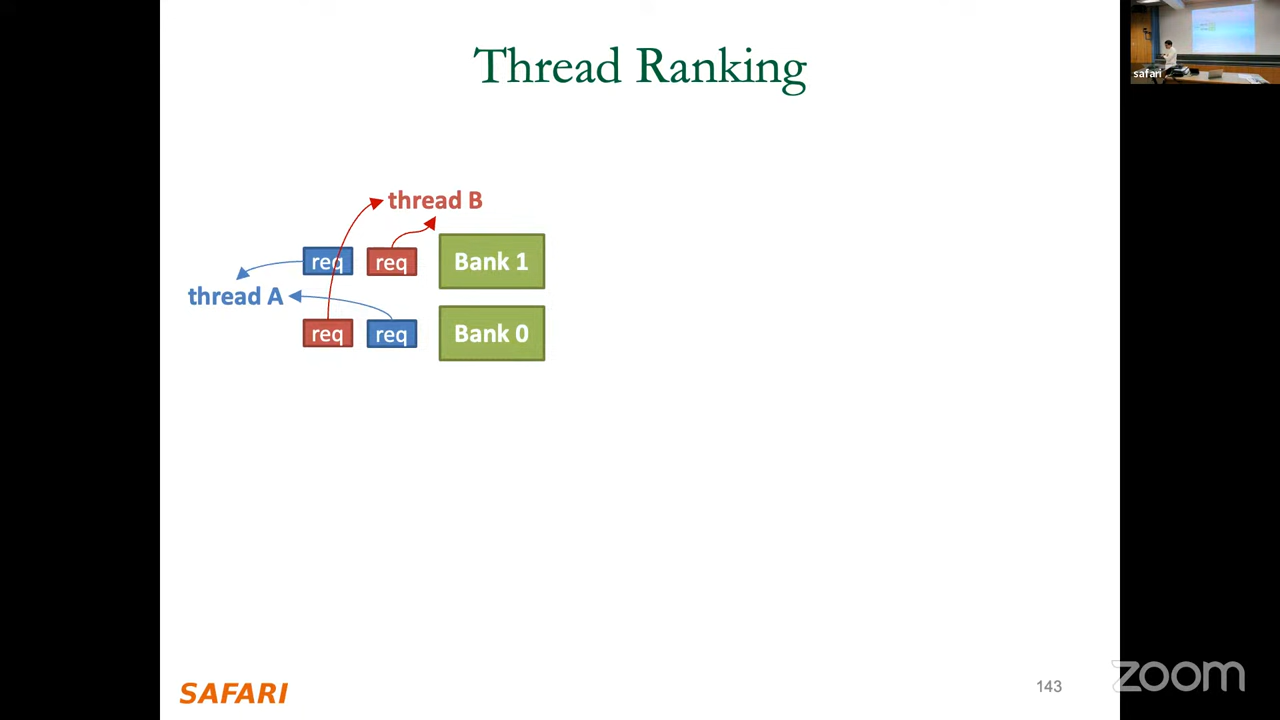 Thread Ranking
safari
thread B
req req Bank 1
thread A
req req Bank 0
SAFARI
143
zoom